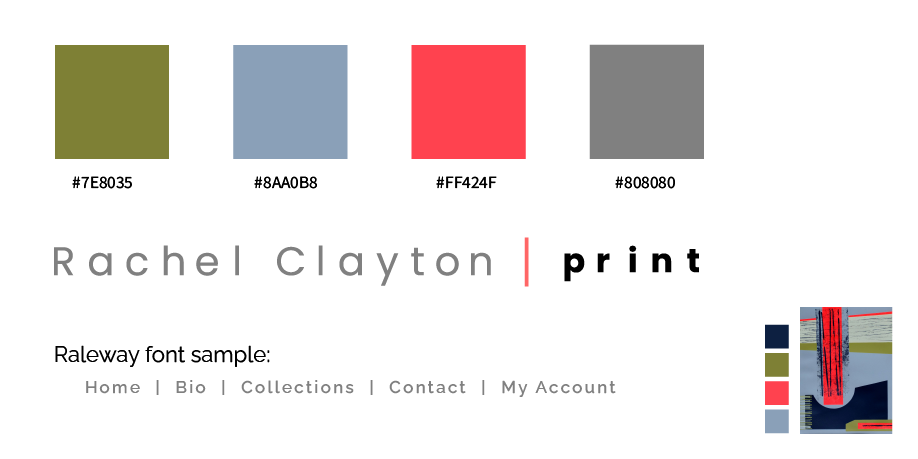 #7E8035 #8AA0B8 #FF424F #808080
Rachel Clayton | print
Raleway font sample:
Home | Bio | Collections | Contact | My Account